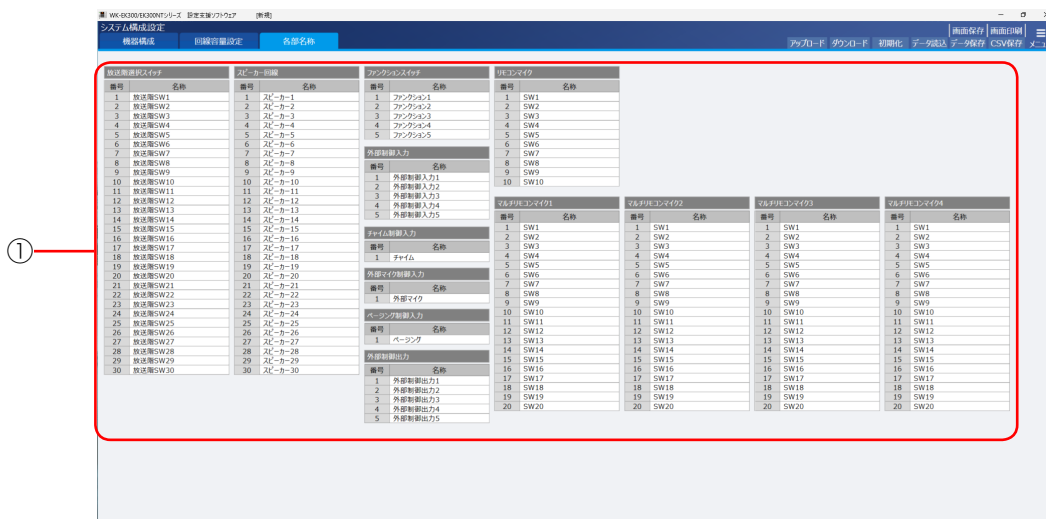 WK-EK300/EK300NTシリーズ 設定支援ソフトウェア [新規]
システム構成設定
画面保存 画面印刷
機器構成 回線容量設定 各部名称
アップロード ダウンロード 初期化 データ読込 データ保存 CSV保存
①
放送階選択スイッチ
番号 名称
1 放送階SW1
2 放送階SW2
3 放送階SW3
4 放送階SW4
5 放送階SW5
6 放送階SW6
7 放送階SW7
8 放送階SW8
9 放送階SW9
10 放送階SW10
11 放送階SW11
12 放送階SW12
13 放送階SW13
14 放送階SW14
15 放送階SW15
16 放送階SW16
17 放送階SW17
18 放送階SW18
19 放送階SW19
20 放送階SW20
21 放送階SW21
22 放送階SW22
23 放送階SW23
24 放送階SW24
25 放送階SW25
26 放送階SW26
27 放送階SW27
28 放送階SW28
29 放送階SW29
30 放送階SW30
スピーカー回線
番号 名称
1 スピーカー1
2 スピーカー2
3 スピーカー3
4 スピーカー4
5 スピーカー5
6 スピーカー6
7 スピーカー7
8 スピーカー8
9 スピーカー9
10 スピーカー10
11 スピーカー11
12 スピーカー12
13 スピーカー13
14 スピーカー14
15 スピーカー15
16 スピーカー16
17 スピーカー17
18 スピーカー18
19 スピーカー19
20 スピーカー20
21 スピーカー21
22 スピーカー22
23 スピーカー23
24 スピーカー24
25 スピーカー25
26 スピーカー26
27 スピーカー27
28 スピーカー28
29 スピーカー29
30 スピーカー30
ファンクションスイッチ
番号 名称
1 ファンクション1
2 ファンクション2
3 ファンクション3
4 ファンクション4
5 ファンクション5
外部制御入力
番号 名称
1 外部制御入力1
2 外部制御入力2
3 外部制御入力3
4 外部制御入力4
5 外部制御入力5
チャイム制御入力
番号 名称
1 チャイム
外部マイク制御入力
番号 名称
1 外部マイク
ページング制御入力
番号 名称
1 ページング
外部制御出力
番号 名称
1 外部制御出力1
2 外部制御出力2
3 外部制御出力3
4 外部制御出力4
5 外部制御出力5
リモコンマイク
番号 名称
1 SW1
2 SW2
3 SW3
4 SW4
5 SW5
6 SW6
7 SW7
8 SW8
9 SW9
10 SW10
マルチリモコンマイク1
番号 名称
1 SW1
2 SW2
3 SW3
4 SW4
5 SW5
6 SW6
7 SW7
8 SW8
9 SW9
10 SW10
11 SW11
12 SW12
13 SW13
14 SW14
15 SW15
16 SW16
17 SW17
18 SW18
19 SW19
20 SW20
マルチリモコンマイク2
番号 名称
1 SW1
2 SW2
3 SW3
4 SW4
5 SW5
6 SW6
7 SW7
8 SW8
9 SW9
10 SW10
11 SW11
12 SW12
13 SW13
14 SW14
15 SW15
16 SW16
17 SW17
18 SW18
19 SW19
20 SW20
マルチリモコンマイク3
番号 名称
1 SW1
2 SW2
3 SW3
4 SW4
5 SW5
6 SW6
7 SW7
8 SW8
9 SW9
10 SW10
11 SW11
12 SW12
13 SW13
14 SW14
15 SW15
16 SW16
17 SW17
18 SW18
19 SW19
20 SW20
マルチリモコンマイク4
番号 名称
1 SW1
2 SW2
3 SW3
4 SW4
5 SW5
6 SW6
7 SW7
8 SW8
9 SW9
10 SW10
11 SW11
12 SW12
13 SW13
14 SW14
15 SW15
16 SW16
17 SW17
18 SW18
19 SW19
20 SW20